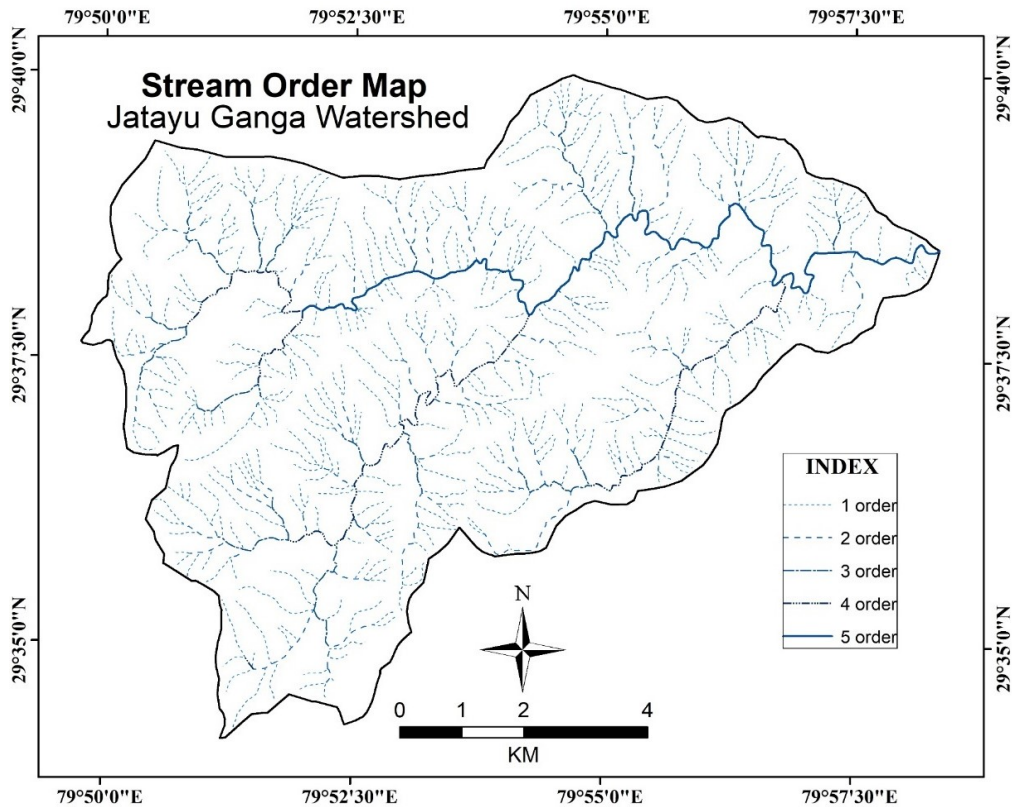 79°50'0"E 79°52'30"E 79°55'0"E 79°57'30"E
29°40'0"N
29°40'0"N
Stream Order Map
Jatayu Ganga Watershed
29°37'30"N
29°37'30"N
INDEX
1 order
2 order
3 order
4 order
5 order
N
29°35'0"N
29°35'0"N
0 1 2 4
KM
79°50'0"E 79°52'30"E 79°55'0"E 79°57'30"E